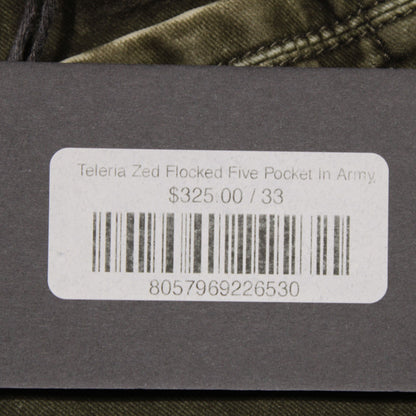 Teleria Zed Flocked Five Pocket In Army
$325.00 / 33
8057969226530